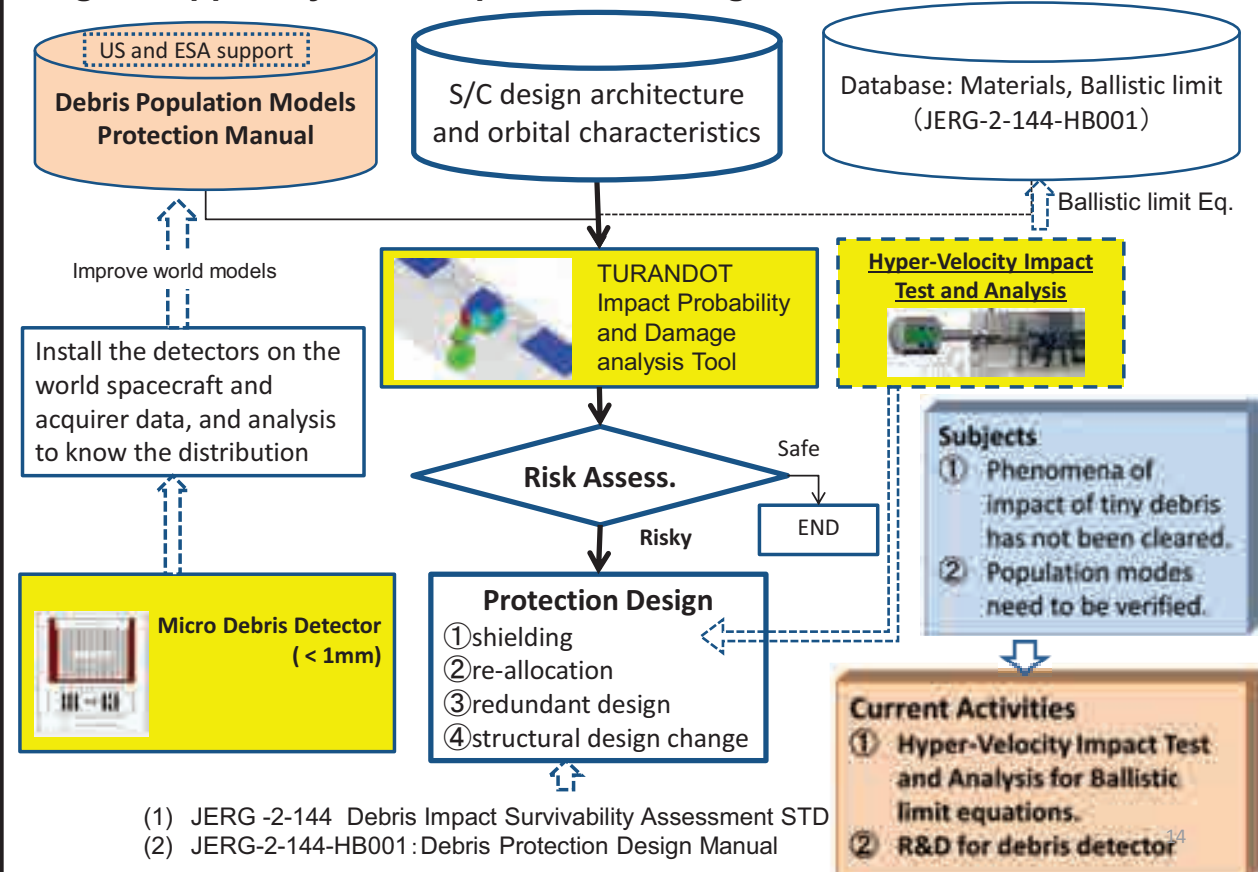 US and ESA support
Debris Population Models
Protection Manual
S/C design architecture
and orbital characteristics
Database: Materials, Ballistic limit
（JERG-2-144-HB001）
Ballistic limit Eq.
Improve world models
TURANDOT
Impact Probability
and Damage
analysis Tool
Hyper-Velocity Impact
Test and Analysis
Install the detectors on the
world spacecraft and
acquirer data, and analysis
to know the distribution
Risk Assess.
Safe
END
Risky
Subjects
① Phenomena of
impact of tiny debris
has not been cleared.
② Population modes
need to be verified.
Micro Debris Detector
( < 1mm)
Protection Design
①shielding
②re-allocation
③redundant design
④structural design change
Current Activities
① Hyper-Velocity Impact Test
and Analysis for Ballistic
limit equations.
② R&D for debris detector
14
(1) JERG -2-144 Debris Impact Survivability Assessment STD
(2) JERG-2-144-HB001：Debris Protection Design Manual